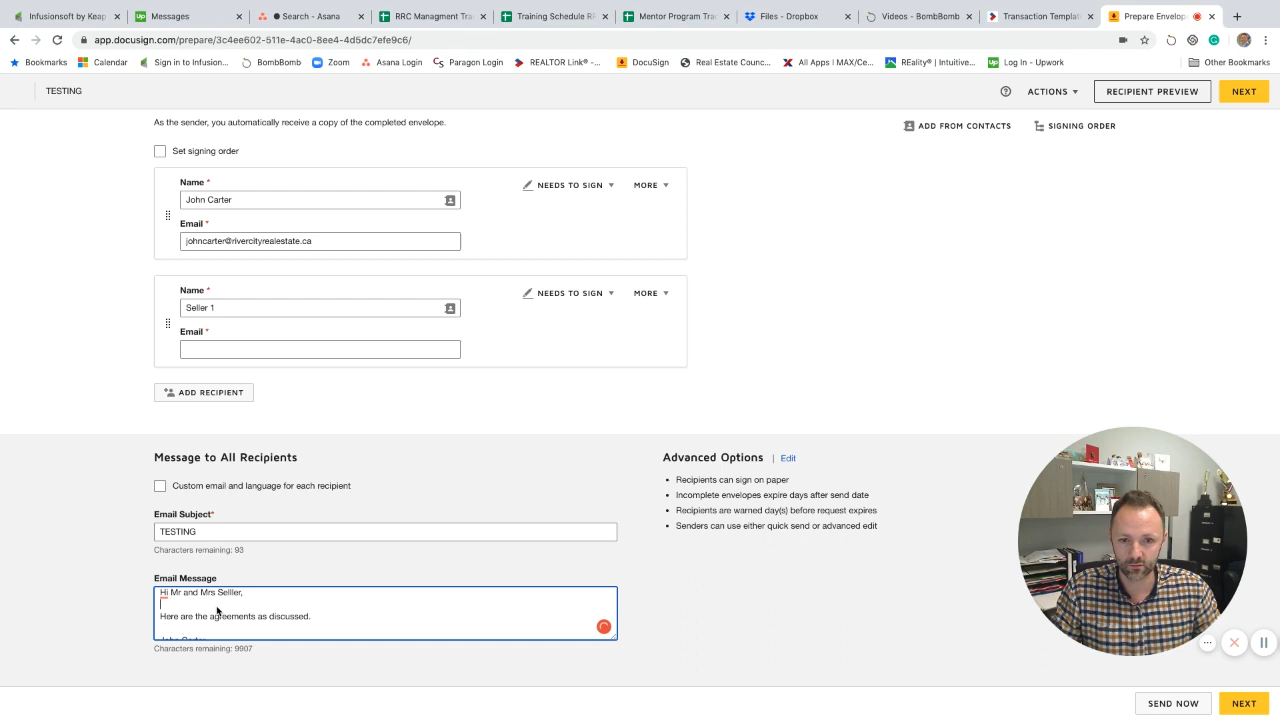 Infusionsoft by Keap
Messages
● Search - Asana
RRC Managment Tra
Training Schedule RR
Mentor Program Trac
Files - Dropbox
Videos - BombBomb
Transaction Templat
Prepare Envelop
app.docusign.com/prepare/3c4ee602-511e-4ac0-8ee4-4d5dc7efe9c6/
Bookmarks
Calendar
Sign in to Infusion...
BombBomb
Zoom
Asana Login
Paragon Login
REALTOR Link® -...
DocuSign
Real Estate Counc...
All Apps | MAX/Ce...
REality® | Intuitive...
Log In - Upwork
Other Bookmarks
TESTING
ACTIONS
RECIPIENT PREVIEW
NEXT
As the sender, you automatically receive a copy of the completed envelope.
ADD FROM CONTACTS
SIGNING ORDER
Set signing order
Name *
NEEDS TO SIGN
MORE
John Carter
Email *
johncarter@rivercityrealestate.ca
Name *
NEEDS TO SIGN
MORE
Seller 1
Email *
ADD RECIPIENT
Message to All Recipients
Custom email and language for each recipient
Email Subject*
TESTING
Characters remaining: 93
Email Message
Hi Mr and Mrs Selller,
Here are the agreements as discussed.
John Carter
Characters remaining: 9907
Advanced Options | Edit
• Recipients can sign on paper
• Incomplete envelopes expire days after send date
• Recipients are warned day(s) before request expires
• Senders can use either quick send or advanced edit
SEND NOW
NEXT